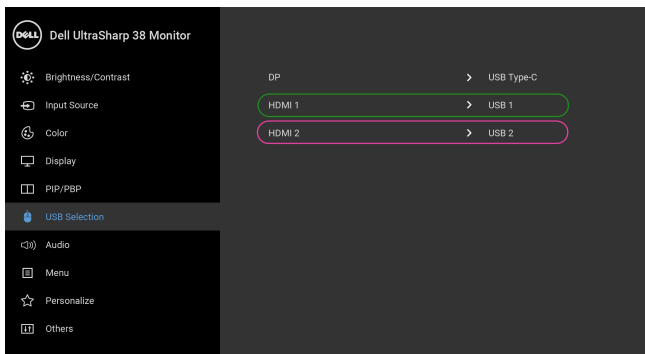 DELL Dell UltraSharp 38 Monitor
Brightness/Contrast
Input Source
Color
Display
PIP/PBP
USB Selection
Audio
Menu
Personalize
Others
DP > USB Type-C
HDMI 1 > USB 1
HDMI 2 > USB 2